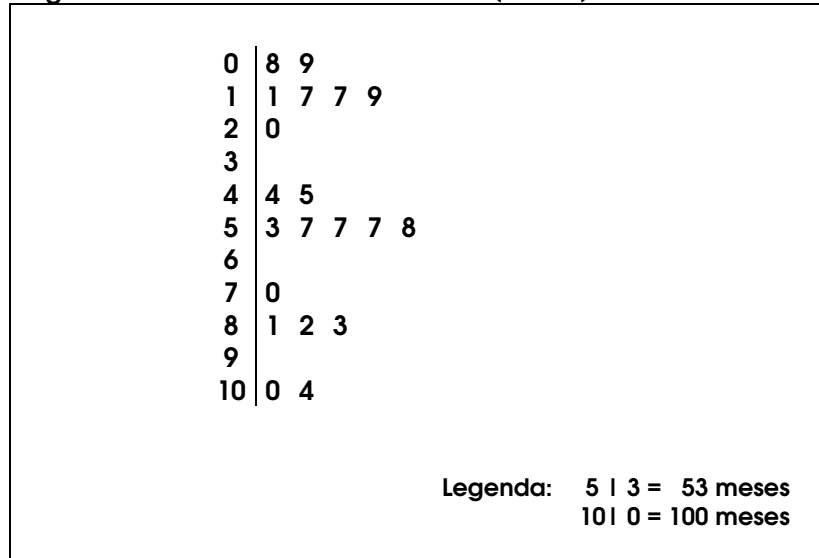 0 | 8 9
1 | 1 7 7 9
2 | 0
3 |
4 | 4 5
5 | 3 7 7 7 8
6 |
7 | 0
8 | 1 2 3
9 |
10 | 0 4
Legenda: 5 | 3 = 53 meses
10| 0 = 100 meses